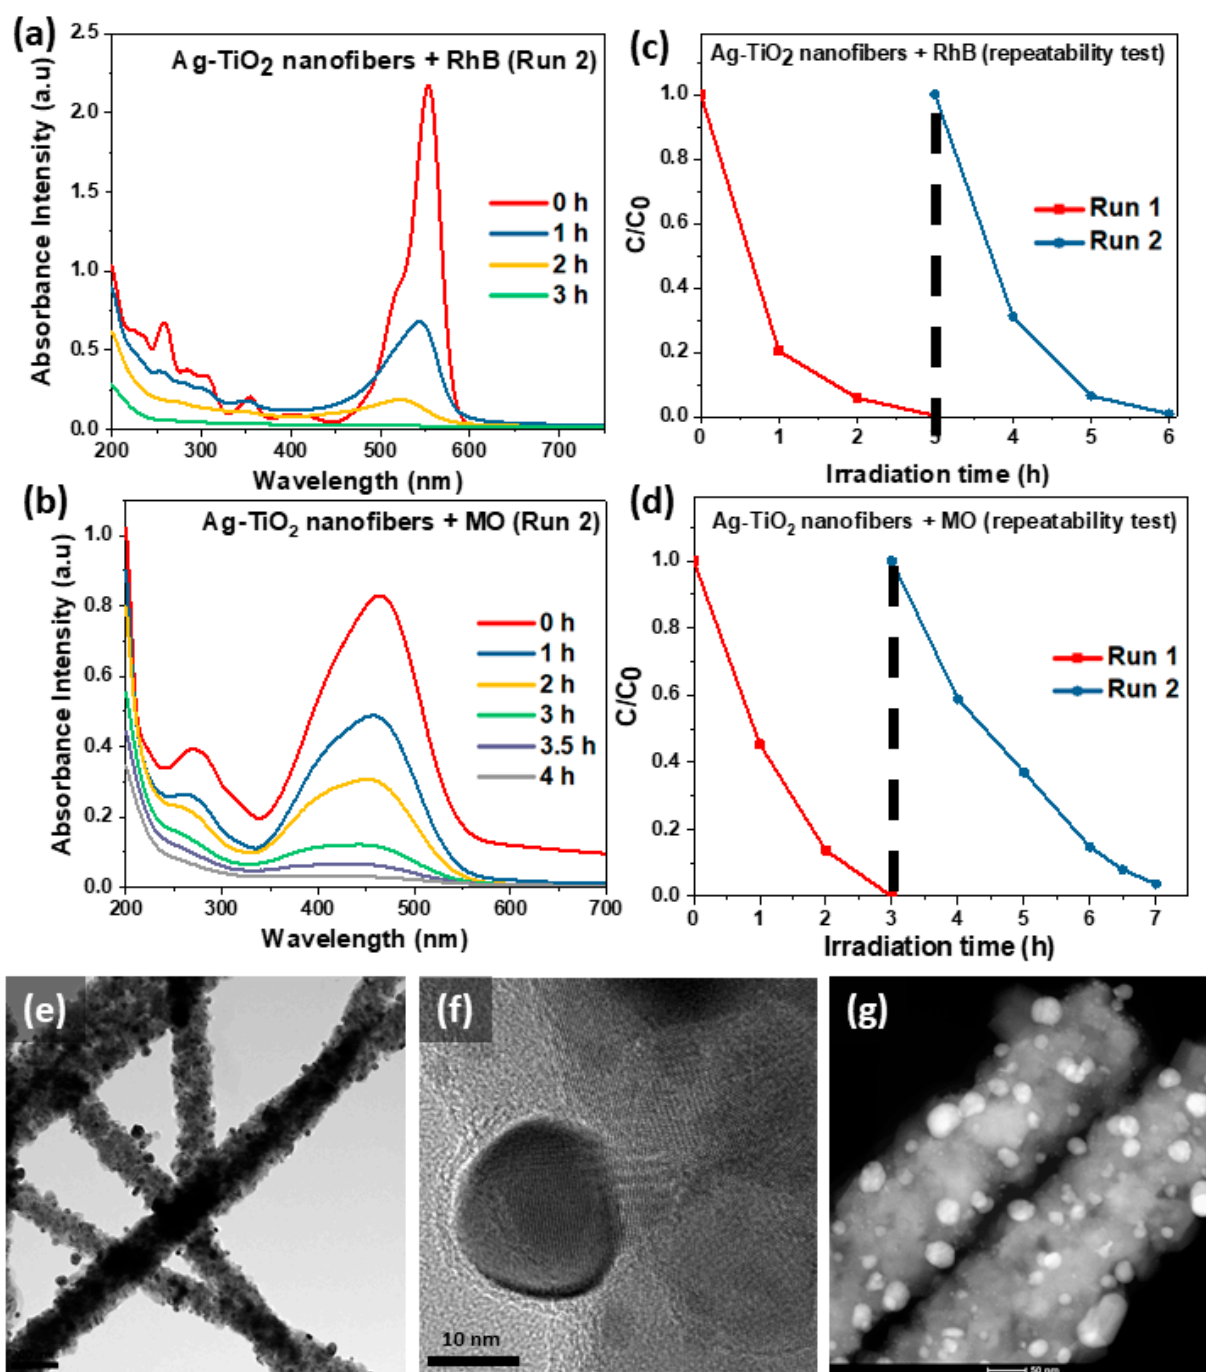 (a)
Ag-TiO2 nanofibers + RhB (Run 2)
2.5
2.0
1.5
1.0
0.5
0.0
Absorbance Intensity (a.u)
0 h
1 h
2 h
3 h
200 300 400 500 600 700
Wavelength (nm)
(c)
Ag-TiO2 nanofibers + RhB (repeatability test)
1.0
0.8
0.6
0.4
0.2
0.0
C/C0
Run 1
Run 2
0 1 2 3 4 5 6
Irradiation time (h)
(b)
Ag-TiO2 nanofibers + MO (Run 2)
1.0
0.8
0.6
0.4
0.2
0.0
Absorbance Intensity (a.u)
0 h
1 h
2 h
3 h
3.5 h
4 h
200 300 400 500 600 700
Wavelength (nm)
(d)
Ag-TiO2 nanofibers + MO (repeatability test)
1.0
0.8
0.6
0.4
0.2
0.0
C/C0
Run 1
Run 2
0 1 2 3 4 5 6 7
Irradiation time (h)
(e)
(f)
10 nm
(g)
50 nm